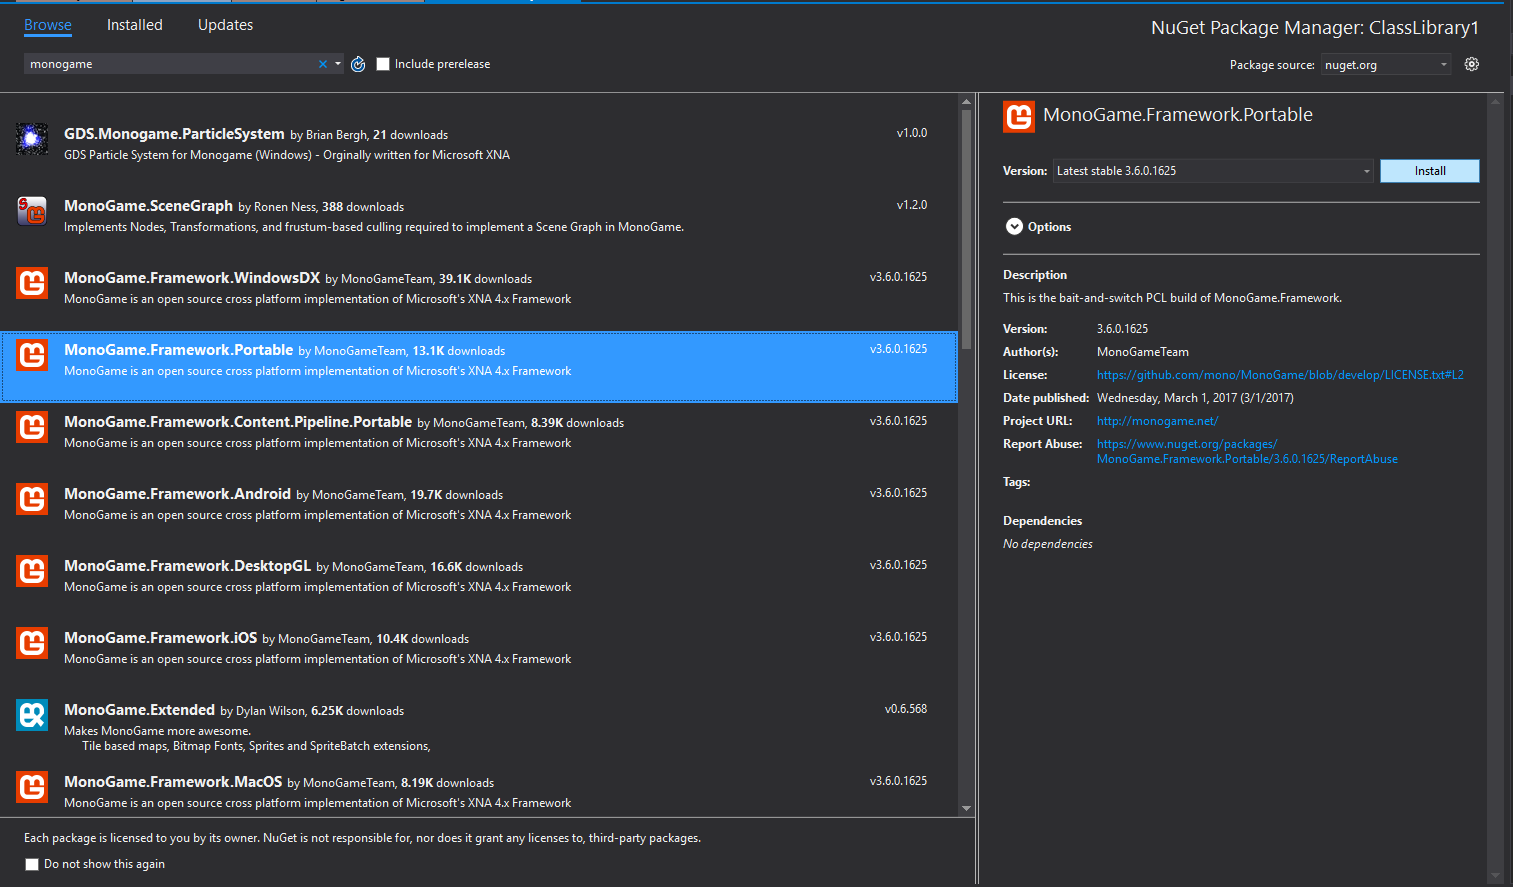 Browse Installed Updates
NuGet Package Manager: ClassLibrary1
monogame
Include prerelease
Package source: nuget.org
GDS.Monogame.ParticleSystem by Brian Bergh, 21 downloads v1.0.0
GDS Particle System for Monogame (Windows) - Orginally written for Microsoft XNA
MonoGame.SceneGraph by Ronen Ness, 388 downloads v1.2.0
Implements Nodes, Transformations, and frustum-based culling required to implement a Scene Graph in MonoGame.
MonoGame.Framework.WindowsDX by MonoGameTeam, 39.1K downloads v3.6.0.1625
MonoGame is an open source cross platform implementation of Microsoft's XNA 4.x Framework
MonoGame.Framework.Portable by MonoGameTeam, 13.1K downloads v3.6.0.1625
MonoGame is an open source cross platform implementation of Microsoft's XNA 4.x Framework
MonoGame.Framework.Content.Pipeline.Portable by MonoGameTeam, 8.39K downloads v3.6.0.1625
MonoGame is an open source cross platform implementation of Microsoft's XNA 4.x Framework
MonoGame.Framework.Android by MonoGameTeam, 19.7K downloads v3.6.0.1625
MonoGame is an open source cross platform implementation of Microsoft's XNA 4.x Framework
MonoGame.Framework.DesktopGL by MonoGameTeam, 16.6K downloads v3.6.0.1625
MonoGame is an open source cross platform implementation of Microsoft's XNA 4.x Framework
MonoGame.Framework.iOS by MonoGameTeam, 10.4K downloads v3.6.0.1625
MonoGame is an open source cross platform implementation of Microsoft's XNA 4.x Framework
MonoGame.Extended by Dylan Wilson, 6.25K downloads v0.6.568
Makes MonoGame more awesome.
Tile based maps, Bitmap Fonts, Sprites and SpriteBatch extensions,
MonoGame.Framework.MacOS by MonoGameTeam, 8.19K downloads v3.6.0.1625
MonoGame is an open source cross platform implementation of Microsoft's XNA 4.x Framework
Each package is licensed to you by its owner. NuGet is not responsible for, nor does it grant any licenses to, third-party packages.
Do not show this again
MonoGame.Framework.Portable
Version: Latest stable 3.6.0.1625 Install
Options
Description
This is the bait-and-switch PCL build of MonoGame.Framework.
Version: 3.6.0.1625
Author(s): MonoGameTeam
License: https://github.com/mono/MonoGame/blob/develop/LICENSE.txt#L2
Date published: Wednesday, March 1, 2017 (3/1/2017)
Project URL: http://monogame.net/
Report Abuse: https://www.nuget.org/packages/
MonoGame.Framework.Portable/3.6.0.1625/ReportAbuse
Tags:
Dependencies
No dependencies